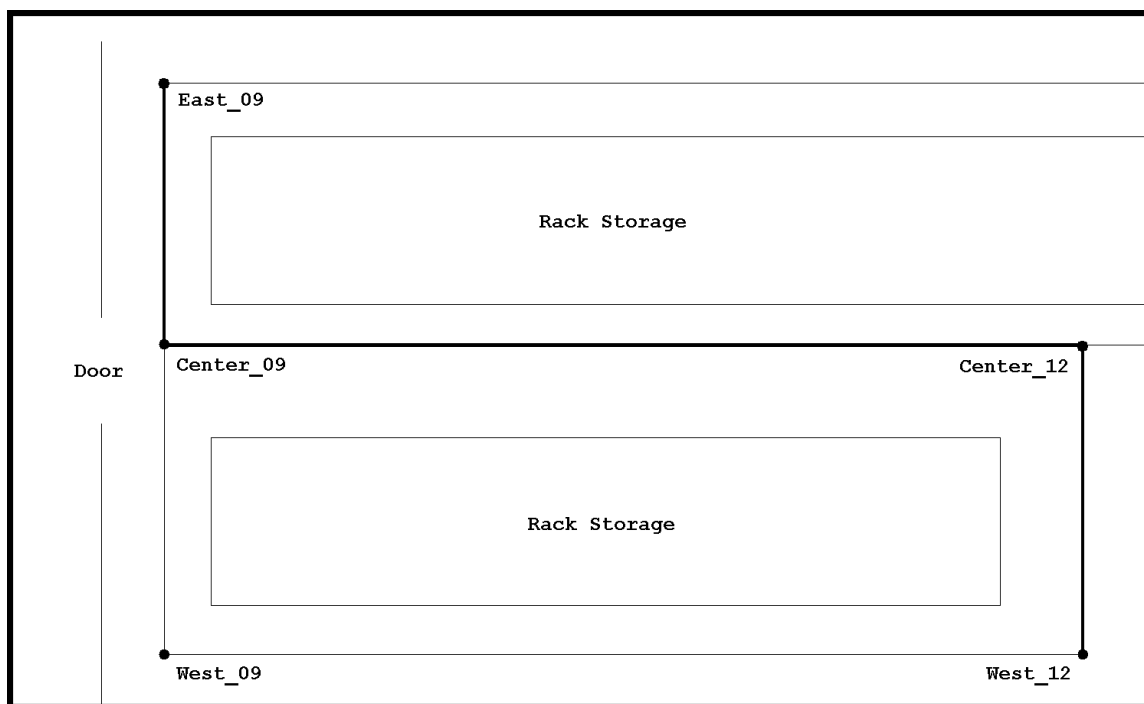 East_09
Rack Storage
Door
Center_09
Center_12
Rack Storage
West_09
West_12